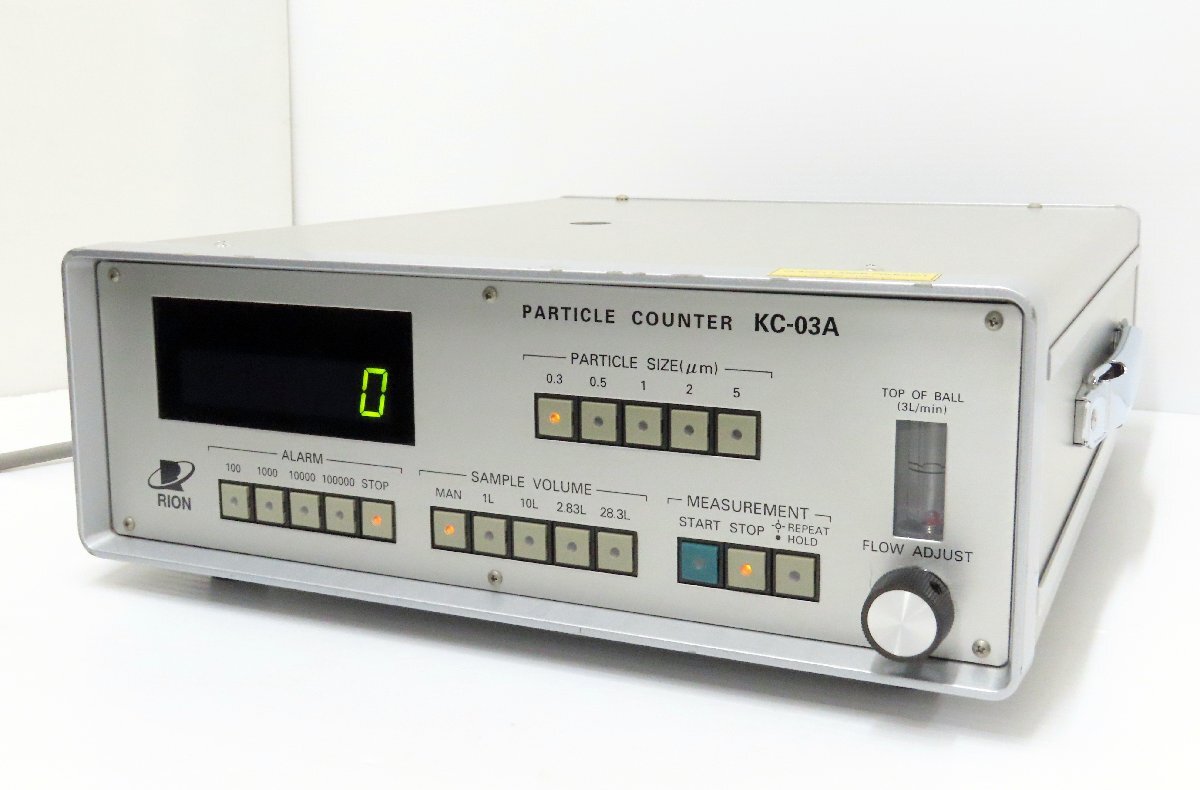 PARTICLE COUNTER KC-03A
0
PARTICLE SIZE(μm)
0.3 0.5 1 2 5
TOP OF BALL
(3L/min)
ALARM
100 1000 10000 100000 STOP
RION
SAMPLE VOLUME
MAN 1L 10L 2.83L 28.3L
MEASUREMENT
START STOP REPEAT
HOLD
FLOW ADJUST